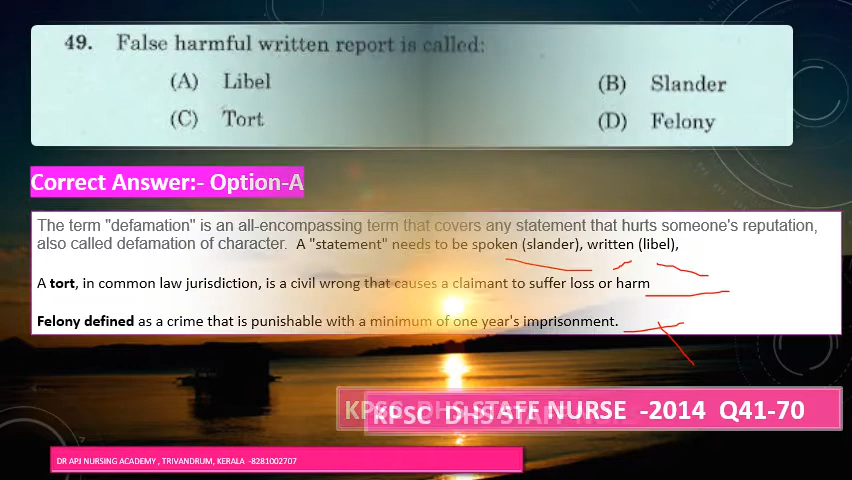 49. False harmful written report is called:
(A) Libel (B) Slander
(C) Tort (D) Felony
Correct Answer:- Option-A
The term "defamation" is an all-encompassing term that covers any statement that hurts someone's reputation,
also called defamation of character. A "statement" needs to be spoken (slander), written (libel),
A tort, in common law jurisdiction, is a civil wrong that causes a claimant to suffer loss or harm
Felony defined as a crime that is punishable with a minimum of one year's imprisonment.
KPSC DHS STAFF NURSE -2014 Q41-70
DR APJ NURSING ACADEMY , TRIVANDRUM, KERALA -8281002707